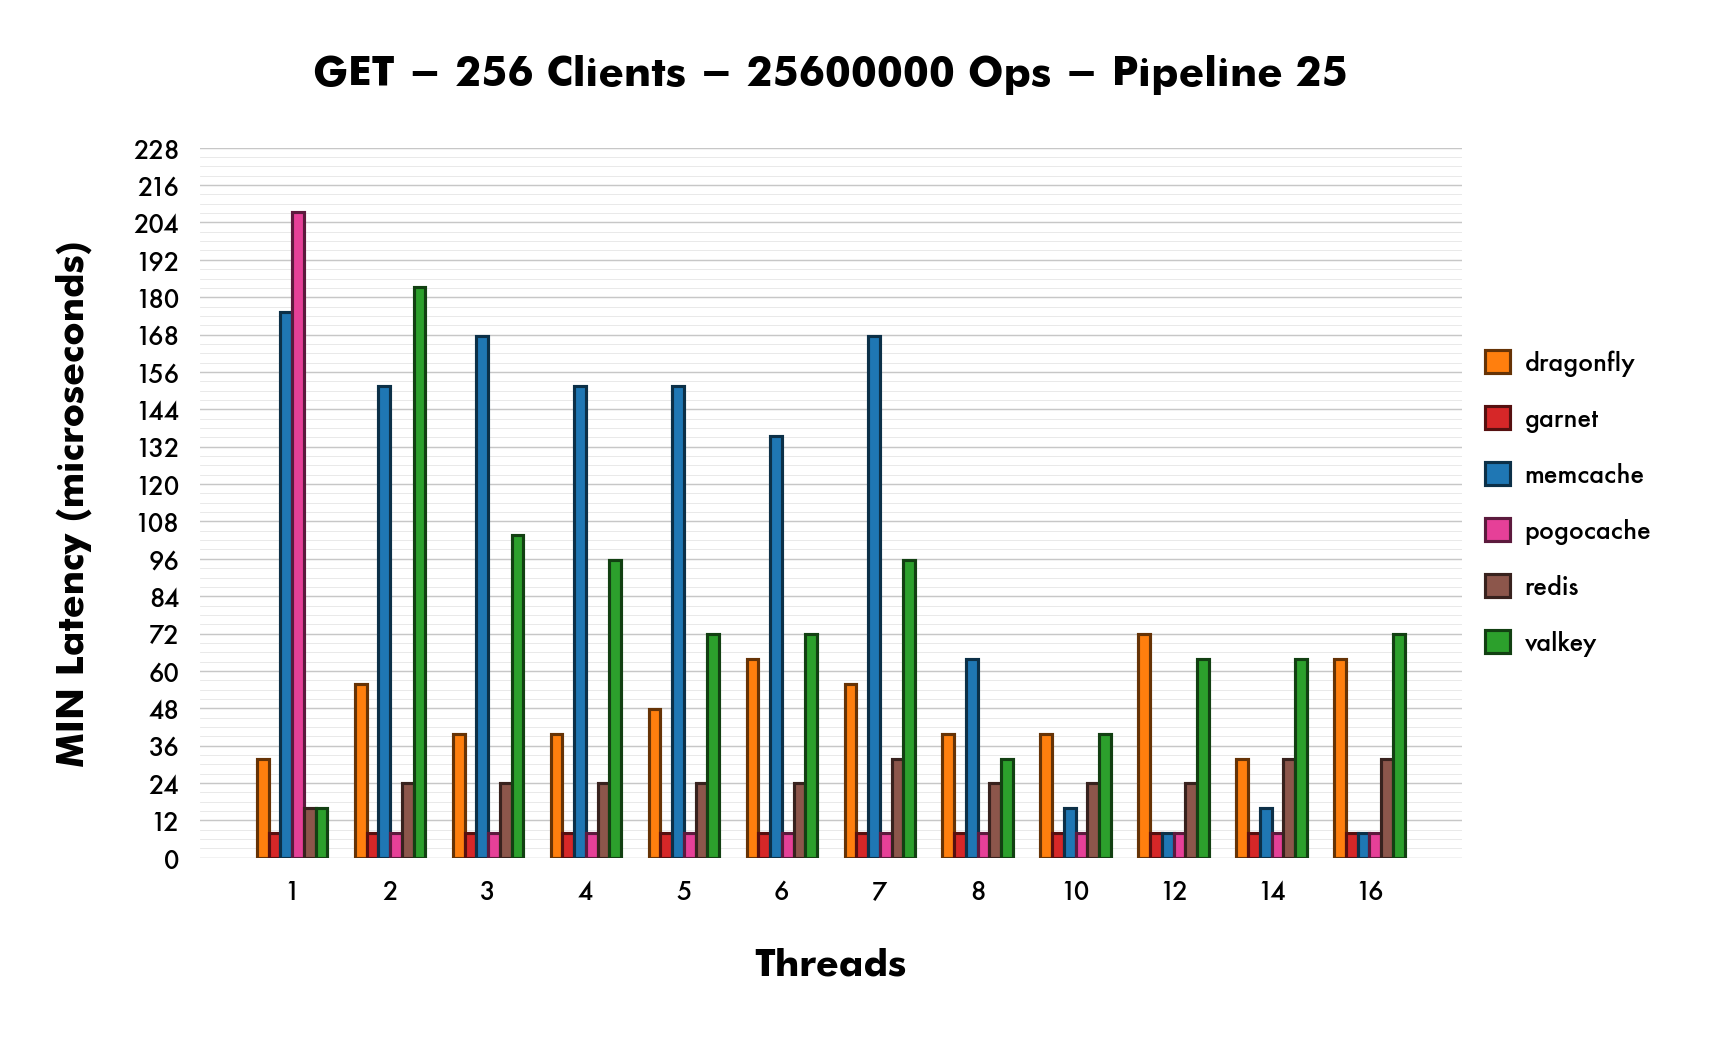 GET – 256 Clients – 25600000 Ops – Pipeline 25
MIN Latency (microseconds)
228
216
204
192
180
168
156
144
132
120
108
96
84
72
60
48
36
24
12
0
1 2 3 4 5 6 7 8 10 12 14 16
Threads
dragonfly
garnet
memcache
pogocache
redis
valkey